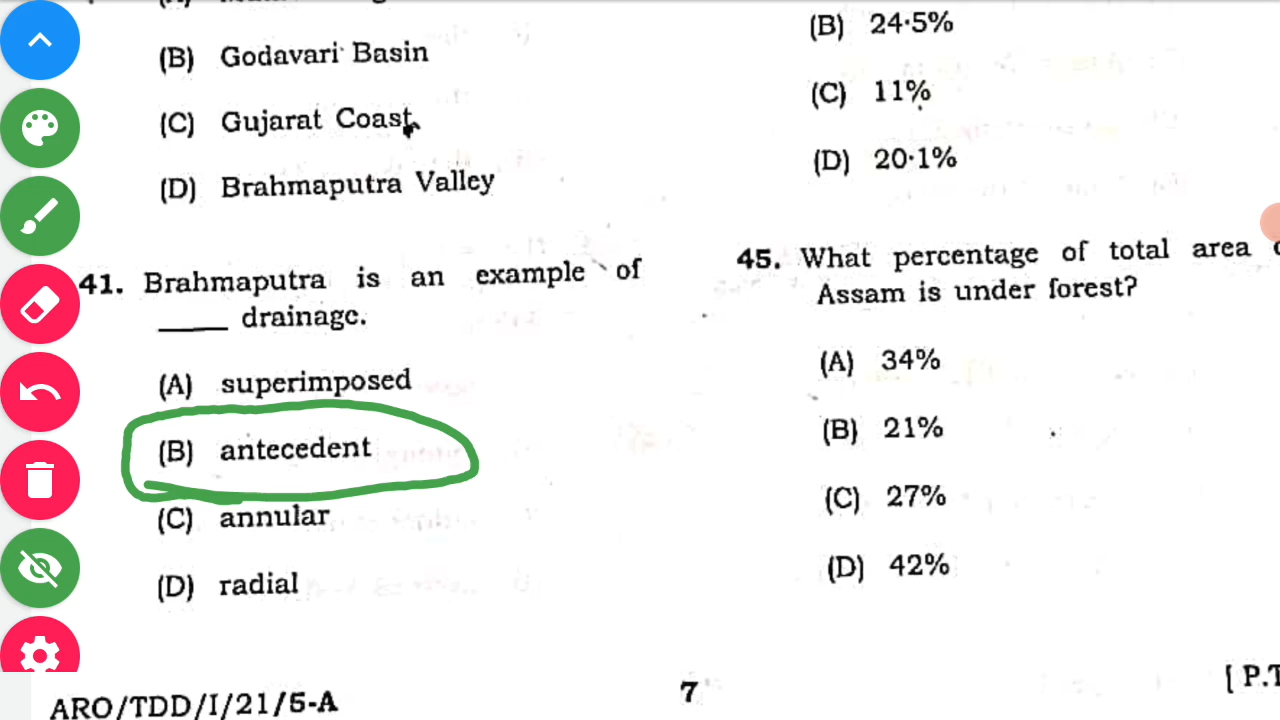 (B) Godavari Basin
(C) Gujarat Coast
(D) Brahmaputra Valley
41. Brahmaputra is an example of
____ drainage.
(A) superimposed
(B) antecedent
(C) annular
(D) radial
(B) 24·5%
(C) 11%
(D) 20·1%
45. What percentage of total area
Assam is under forest?
(A) 34%
(B) 21%
(C) 27%
(D) 42%
ARO/TDD/I/21/5-A
7
[ P.T